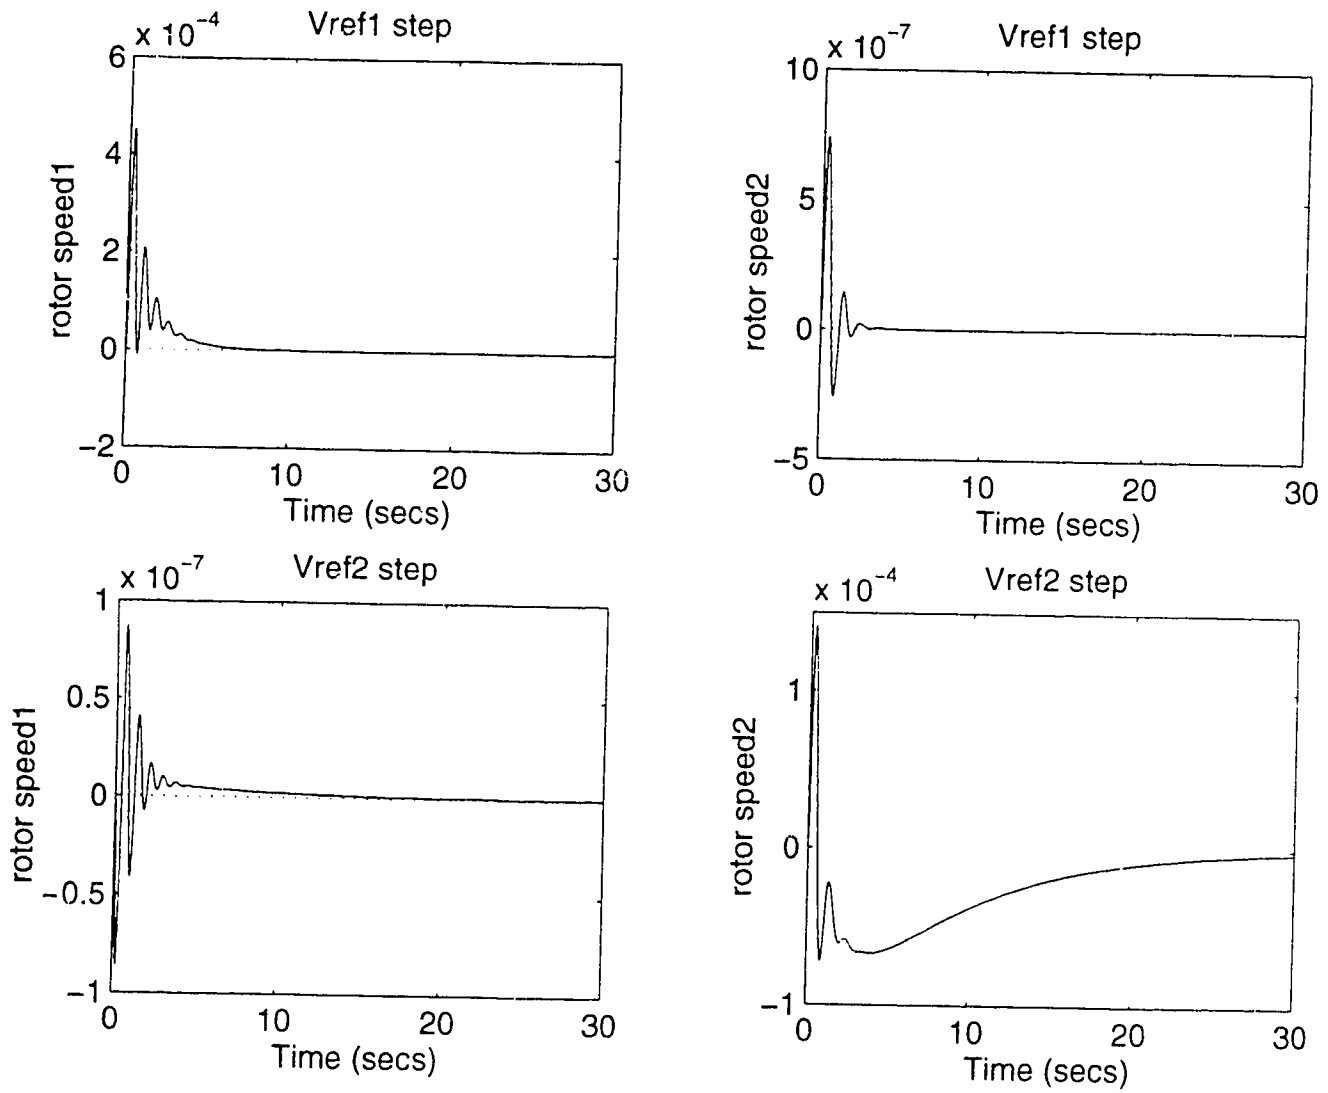 x 10⁻⁴ Vref1 step
6
4
2
0
−2
rotor speed1
0 10 20 30
Time (secs)
x 10⁻⁷ Vref1 step
10
5
0
−5
rotor speed2
0 10 20 30
Time (secs)
x 10⁻⁷ Vref2 step
1
0.5
0
−0.5
−1
rotor speed1
0 10 20 30
Time (secs)
x 10⁻⁴ Vref2 step
1
0
−1
rotor speed2
0 10 20 30
Time (secs)